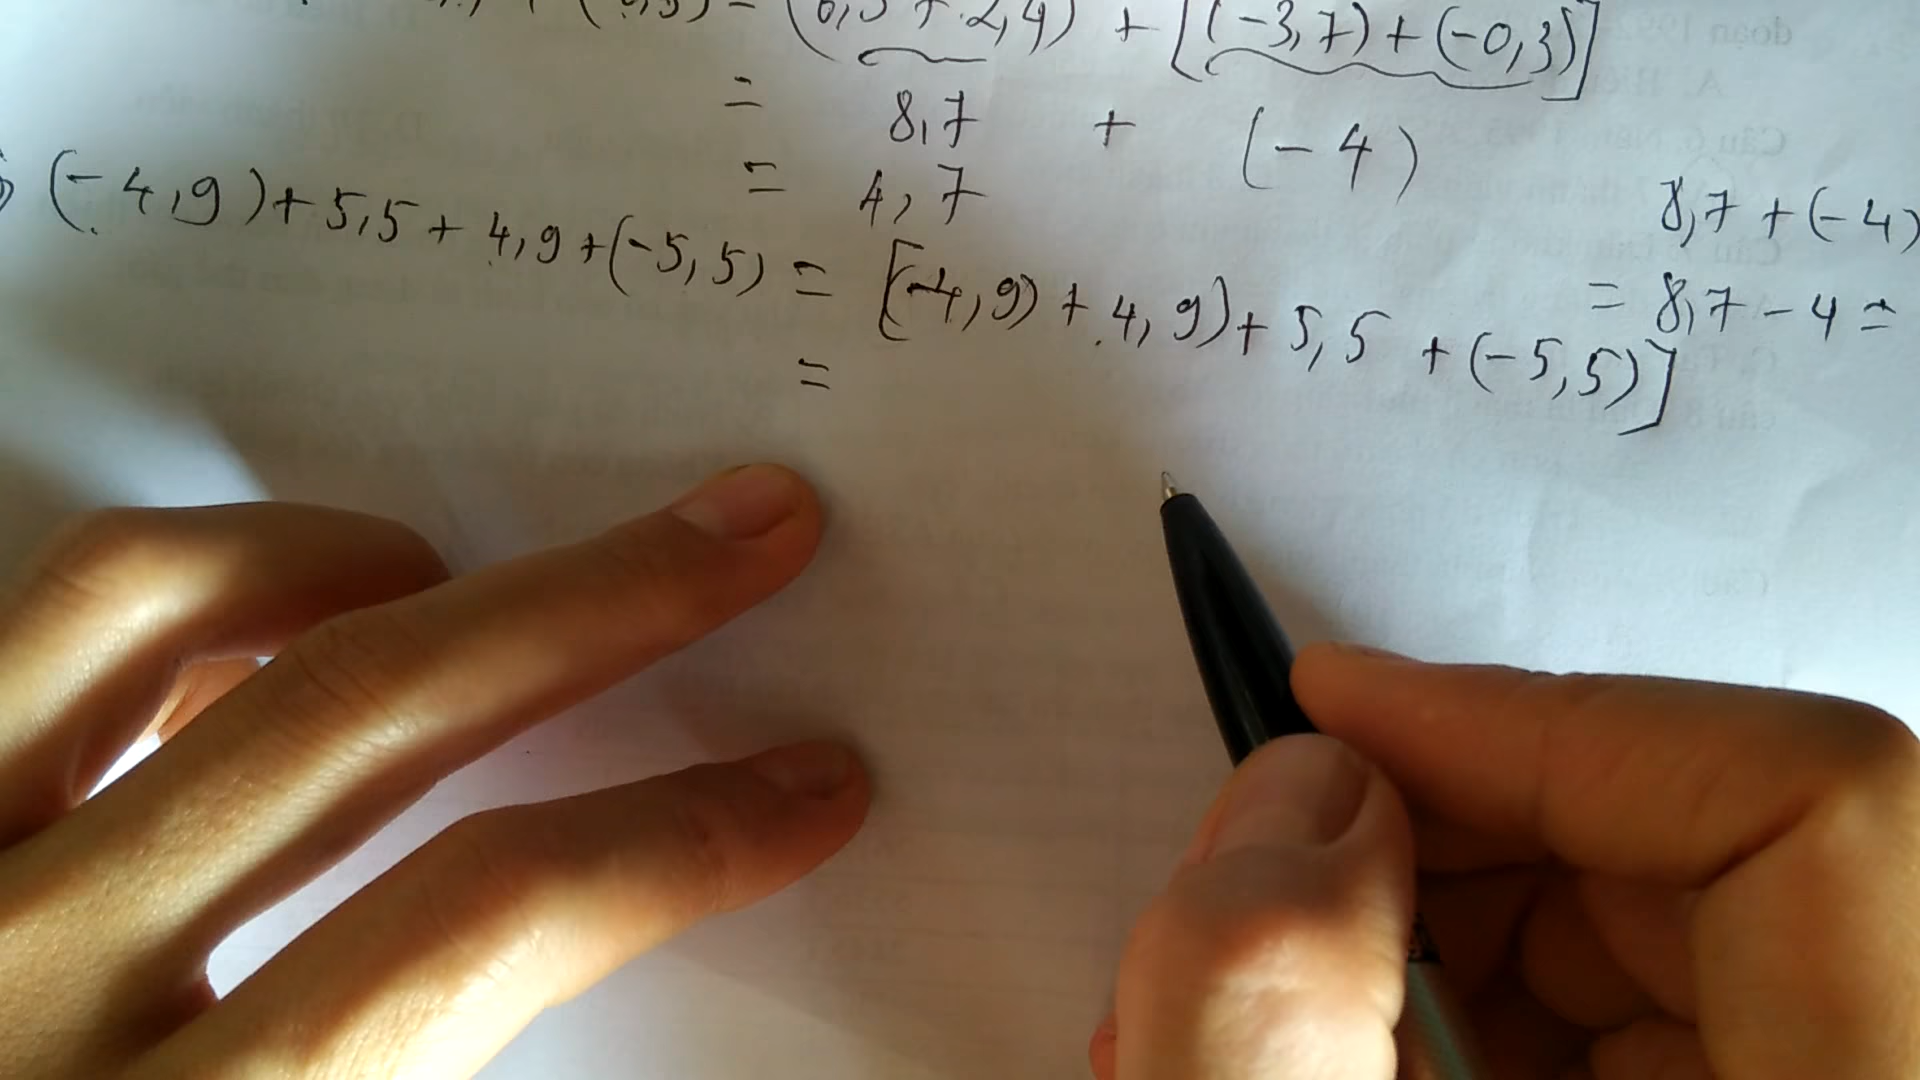 (6,3 + 2,4) + [(-3,7) + (-0,3)]
= 8,7 + (-4)
= 4,7
(-4,9) + 5,5 + 4,9 + (-5,5) = [-4,9) + 4,9) + 5,5 + (-5,5)]
=
8,7 + (-4)
= 8,7 - 4 =